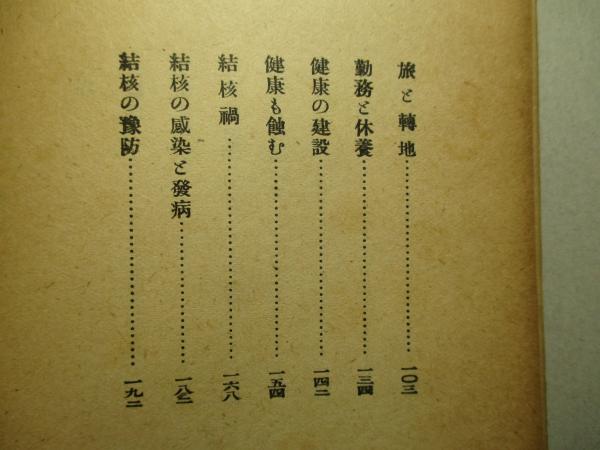 旅と轉地……………………一〇三
勤務と休養……………………一三四
健康の建設……………………一四二
健康も蝕む……………………一五四
結核禍……………………一六八
結核の感染と發病……………………一八二
結核の豫防……………………一九二